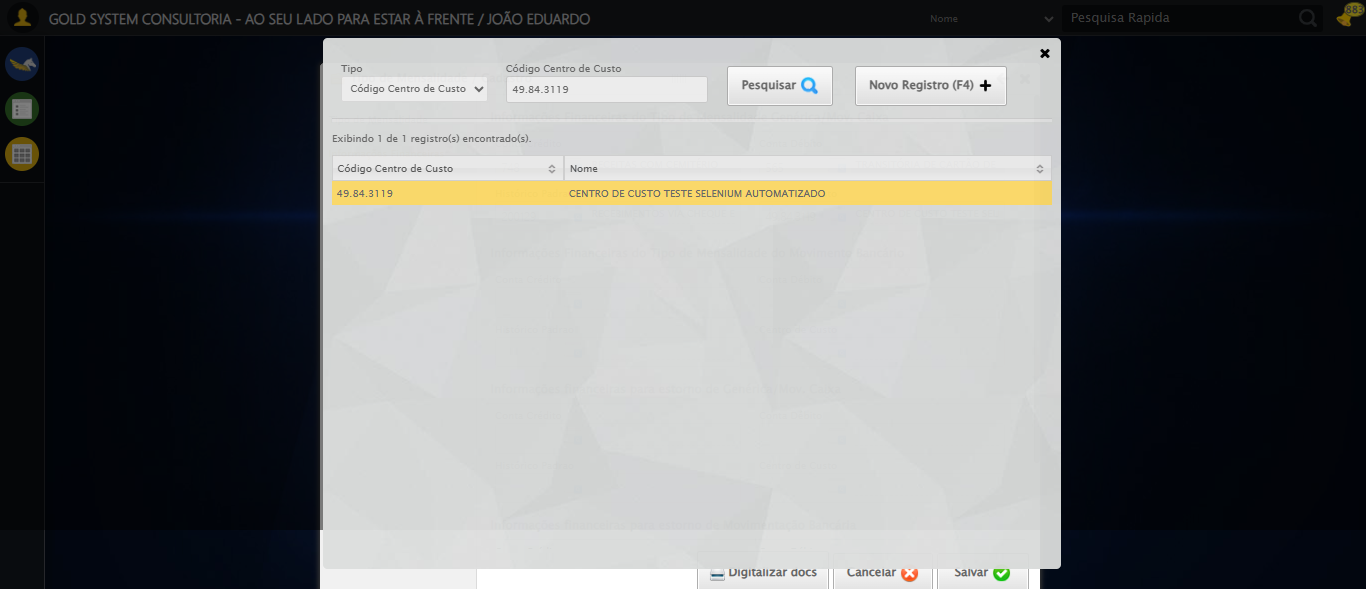 GOLD SYSTEM CONSULTORIA - AO SEU LADO PARA ESTAR À FRENTE / JOÃO EDUARDO
Nome
Pesquisa Rapida
883
Tipo
Código Centro de Custo
Código Centro de Custo
49.84.3119
Pesquisar
Novo Registro (F4)
Exibindo 1 de 1 registro(s) encontrado(s).
Código Centro de Custo
Nome
49.84.3119
CENTRO DE CUSTO TESTE SELENIUM AUTOMATIZADO
Digitalizar docs
Cancelar
Salvar